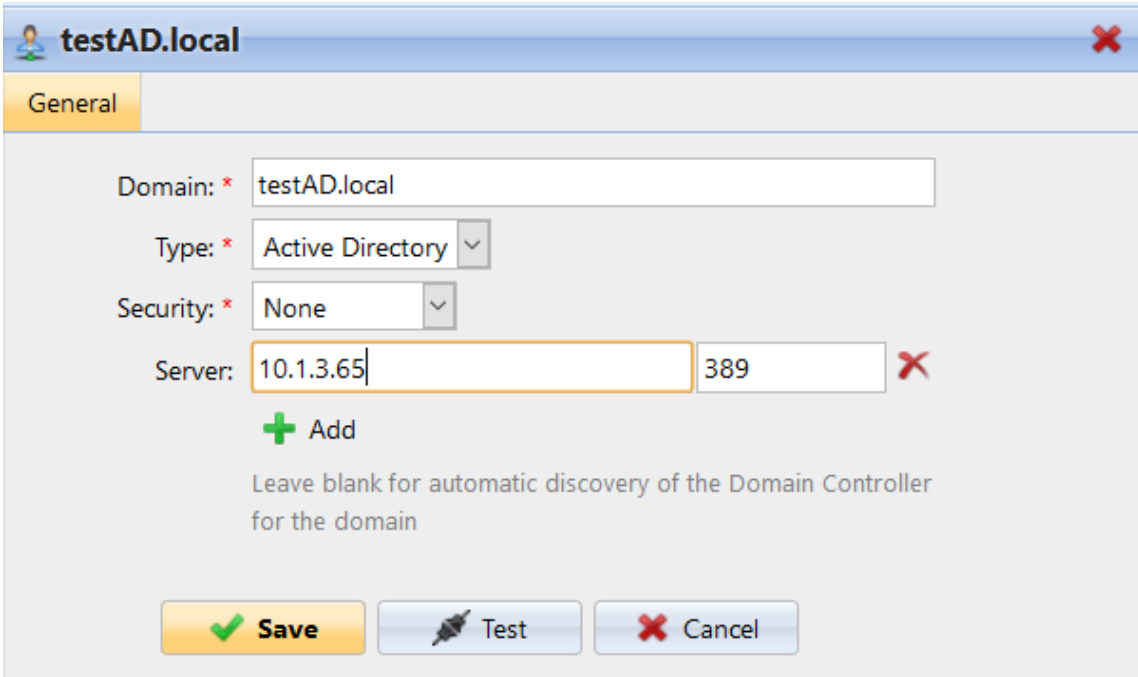 testAD.local
General
Domain: * testAD.local
Type: * Active Directory
Security: * None
Server: 10.1.3.65 389
Add
Leave blank for automatic discovery of the Domain Controller
for the domain
Save Test Cancel